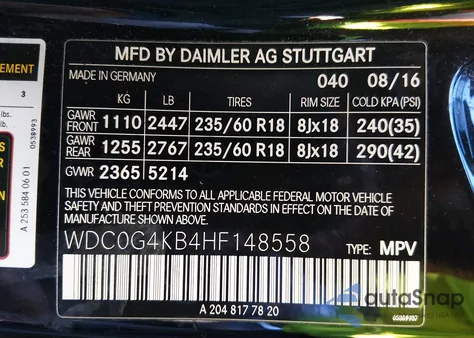 MFD BY DAIMLER AG STUTTGART
MADE IN GERMANY 040 08/16
KG LB TIRES RIM SIZE COLD KPA (PSI)
GAWR FRONT 1110 2447 235/60 R18 8Jx18 240(35)
GAWR REAR 1255 2767 235/60 R18 8Jx18 290(42)
GVWR 2365 5214
THIS VEHICLE CONFORMS TO ALL APPLICABLE FEDERAL MOTOR VEHICLE
SAFETY AND THEFT PREVENTION STANDARDS IN EFFECT ON THE DATE
OF MANUFACTURE SHOWN ABOVE.
WDC0G4KB4HF148558 TYPE: MPV
A 204 817 78 20
EMENT
3
lbs.
0538993
A 253 584 06 01
autoSnap